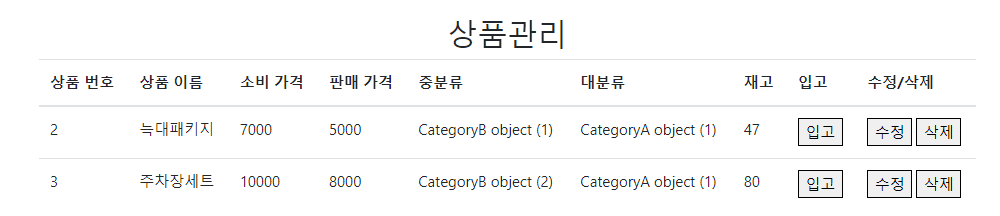 상품관리
상품 번호 상품 이름 소비 가격 판매 가격 중분류 대분류 재고 입고 수정/삭제
2 늑대패키지 7000 5000 CategoryB object (1) CategoryA object (1) 47 입고 수정 삭제
3 주차장세트 10000 8000 CategoryB object (2) CategoryA object (1) 80 입고 수정 삭제